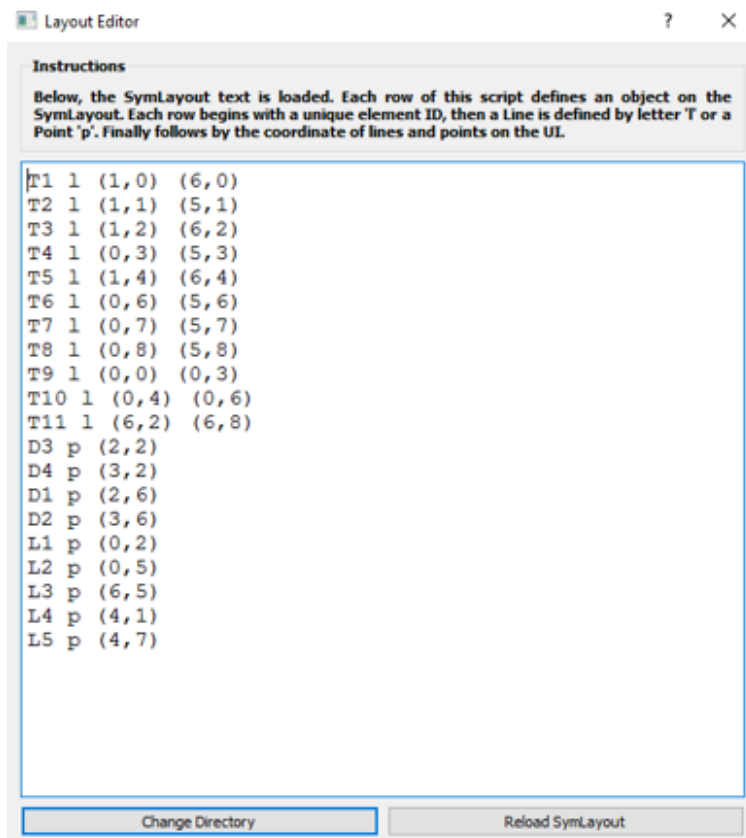 Layout Editor ? ×
Instructions
Below, the SymLayout text is loaded. Each row of this script defines an object on the
SymLayout. Each row begins with a unique element ID, then a Line is defined by letter 'l' or a
Point 'p'. Finally follows by the coordinate of lines and points on the UI.
T1 l (1,0) (6,0)
T2 l (1,1) (5,1)
T3 l (1,2) (6,2)
T4 l (0,3) (5,3)
T5 l (1,4) (6,4)
T6 l (0,6) (5,6)
T7 l (0,7) (5,7)
T8 l (0,8) (5,8)
T9 l (0,0) (0,3)
T10 l (0,4) (0,6)
T11 l (6,2) (6,8)
D3 p (2,2)
D4 p (3,2)
D1 p (2,6)
D2 p (3,6)
L1 p (0,2)
L2 p (0,5)
L3 p (6,5)
L4 p (4,1)
L5 p (4,7)
Change Directory Reload SymLayout